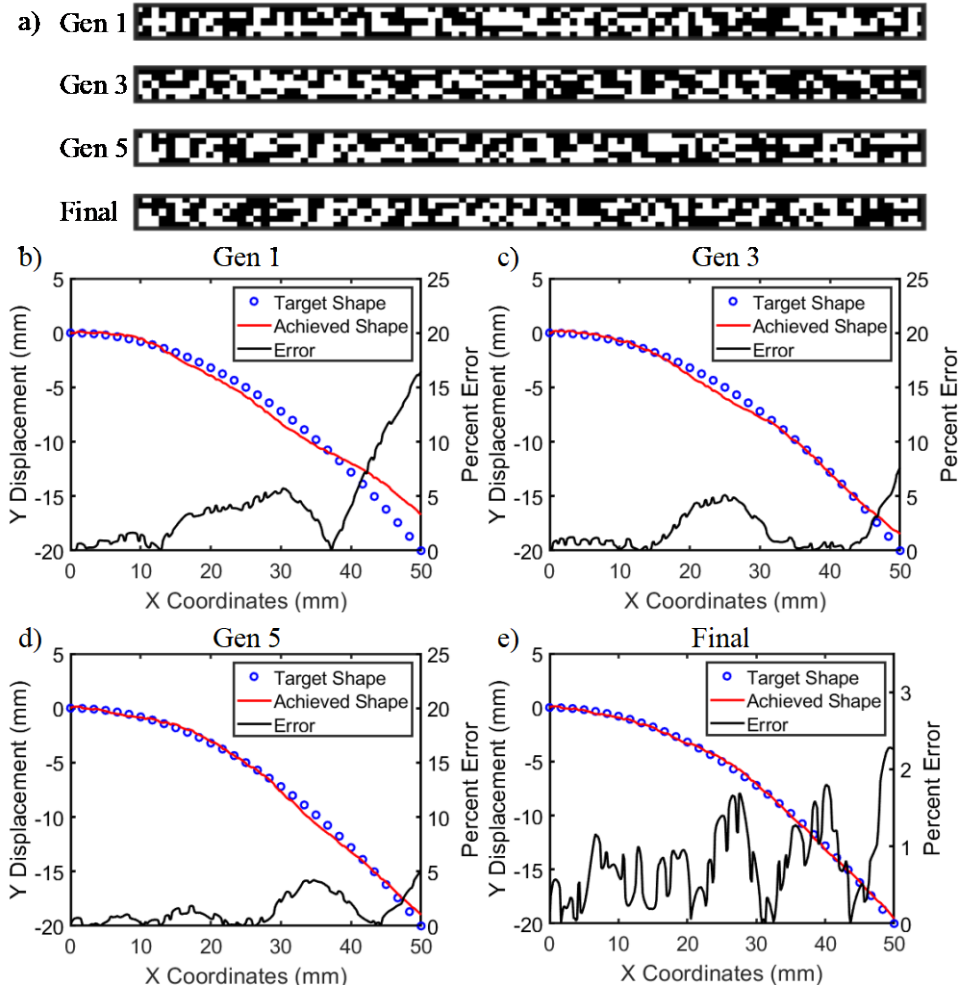 a) Gen 1
Gen 3
Gen 5
Final
b) Gen 1
5
0
-5
-10
-15
-20
Y Displacement (mm)
25
20
15
10
5
0
Percent Error
Target Shape
Achieved Shape
Error
0 10 20 30 40 50
X Coordinates (mm)
c) Gen 3
5
0
-5
-10
-15
-20
Y Displacement (mm)
25
20
15
10
5
0
Percent Error
Target Shape
Achieved Shape
Error
0 10 20 30 40 50
X Coordinates (mm)
d) Gen 5
5
0
-5
-10
-15
-20
Y Displacement (mm)
25
20
15
10
5
0
Percent Error
Target Shape
Achieved Shape
Error
0 10 20 30 40 50
X Coordinates (mm)
e) Final
5
0
-5
-10
-15
-20
Y Displacement (mm)
3
2
1
0
Percent Error
Target Shape
Achieved Shape
Error
0 10 20 30 40 50
X Coordinates (mm)